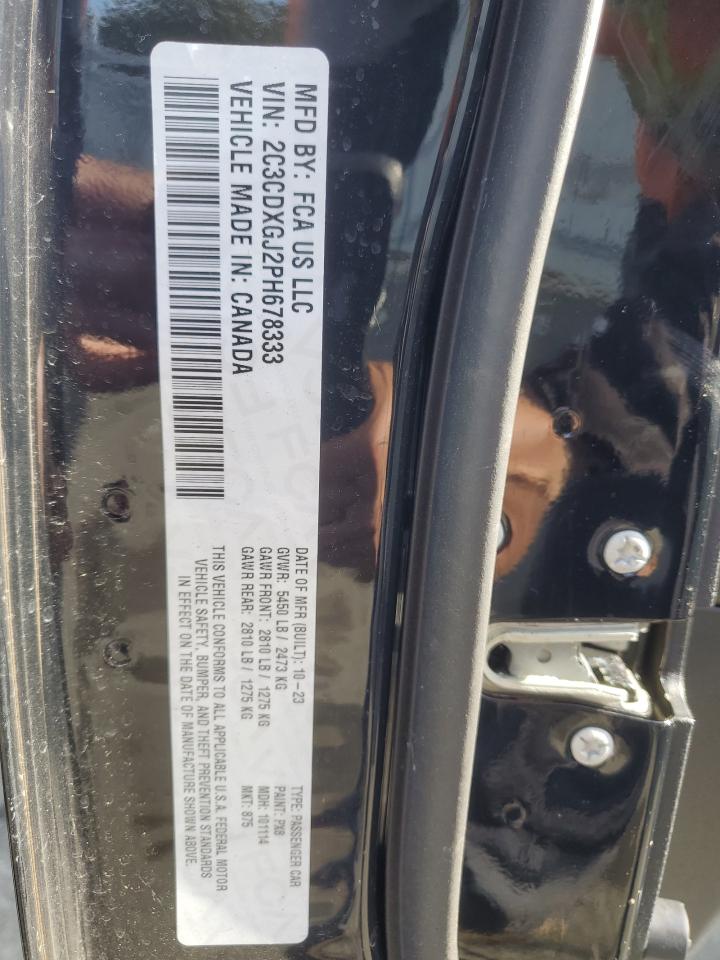 MFD BY: FCA US LLC
VIN: 2C3CDXGJ2PH678333
VEHICLE MADE IN: CANADA
DATE OF MFR (BUILT): 10-23
GVWR: 5450 LB / 2473 KG
GAWR FRONT: 2810 LB / 1275 KG
GAWR REAR: 2810 LB / 1275 KG
TYPE: PASSENGER CAR
PAINT: PX8
MDH: 101114
MKT: 875
THIS VEHICLE CONFORMS TO ALL APPLICABLE U.S.A. FEDERAL MOTOR
VEHICLE SAFETY, BUMPER, AND THEFT PREVENTION STANDARDS
IN EFFECT ON THE DATE OF MANUFACTURE SHOWN ABOVE.